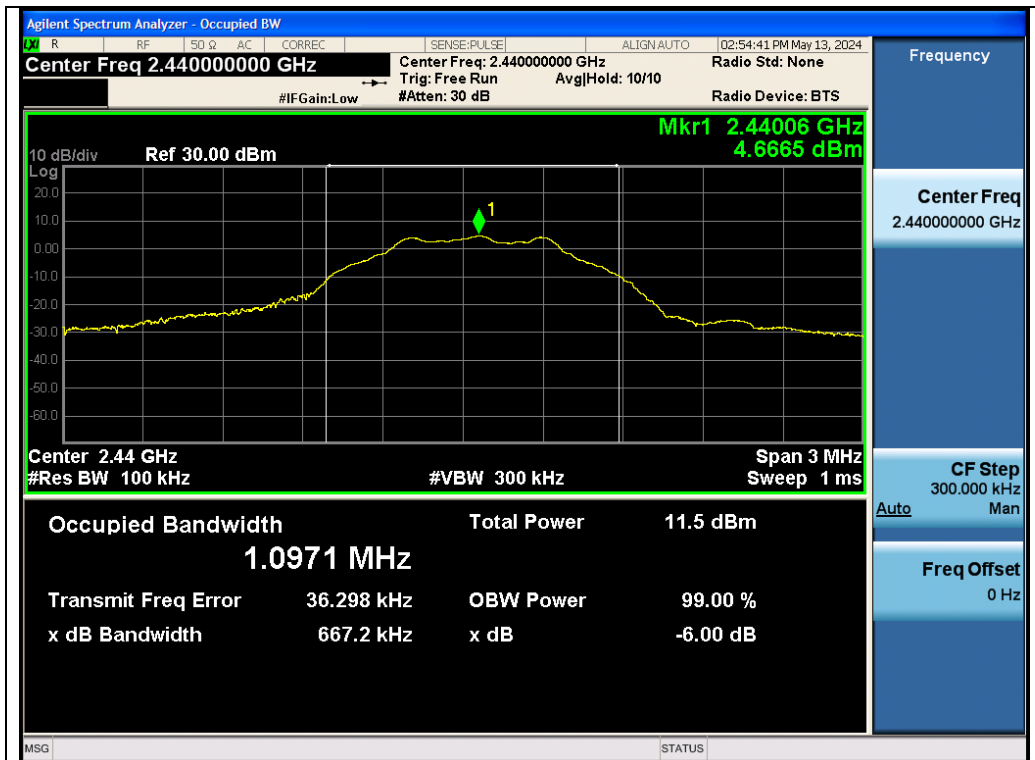 Agilent Spectrum Analyzer - Occupied BW
LXI R RF 50 Ω AC CORREC SENSE:PULSE ALIGN AUTO 02:54:41 PM May 13, 2024
Center Freq 2.440000000 GHz
Center Freq: 2.440000000 GHz
Radio Std: None
Trig: Free Run Avg|Hold: 10/10
#IFGain:Low
#Atten: 30 dB
Radio Device: BTS
Mkr1 2.44006 GHz
4.6665 dBm
10 dB/div Ref 30.00 dBm
Log
20.0
10.0
0.00
-10.0
-20.0
-30.0
-40.0
-50.0
-60.0
1
Center 2.44 GHz
Span 3 MHz
#Res BW 100 kHz
#VBW 300 kHz
Sweep 1 ms
Occupied Bandwidth
1.0971 MHz
Total Power 11.5 dBm
Transmit Freq Error 36.298 kHz
OBW Power 99.00 %
x dB Bandwidth 667.2 kHz
x dB -6.00 dB
Frequency
Center Freq
2.440000000 GHz
CF Step
300.000 kHz
Auto Man
Freq Offset
0 Hz
MSG
STATUS